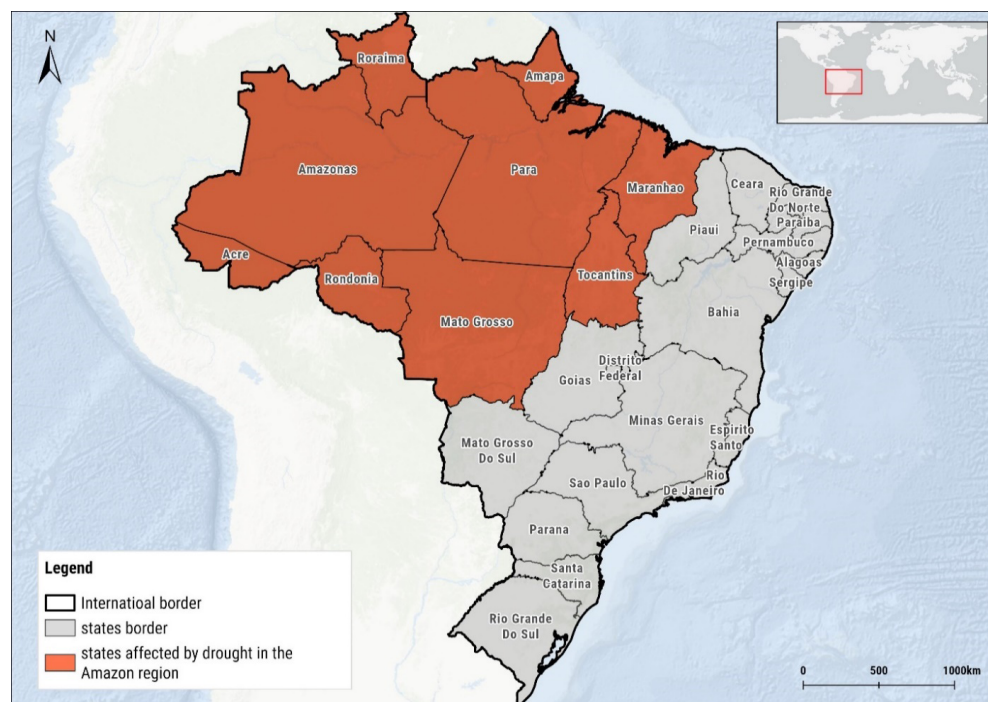 N
Roraima
Amapa
Amazonas
Para
Maranhao
Ceara
Rio Grande
Do Norte
Paraiba
Piaui
Pernambuco
Acre
Alagoas
Rondonia
Tocantins
Sergipe
Mato Grosso
Bahia
Distrito
Federal
Goias
Minas Gerais
Espirito
Santo
Mato Grosso
Do Sul
Rio
De Janeiro
Sao Paulo
Parana
Santa
Catarina
Rio Grande
Do Sul
Legend
Internatioal border
states border
states affected by drought in the
Amazon region
0 500 1000km